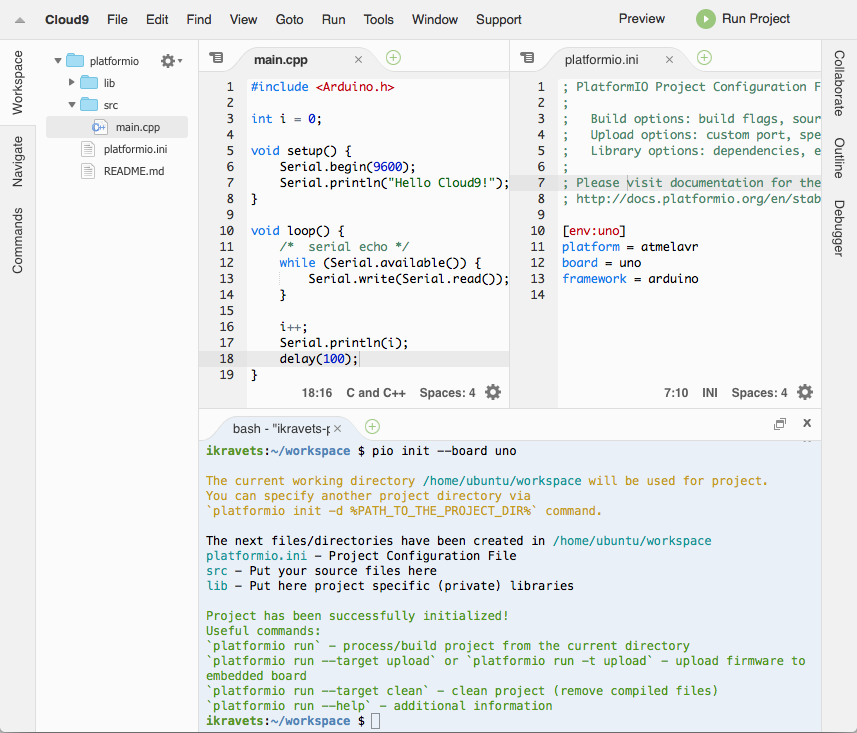 Cloud9 File Edit Find View Goto Run Tools Window Support Preview Run Project
Workspace
Navigate
Commands
platformio
lib
src
main.cpp
platformio.ini
README.md
main.cpp
1 #include <Arduino.h>
2
3 int i = 0;
4
5 void setup() {
6 Serial.begin(9600);
7 Serial.println("Hello Cloud9!");
8 }
9
10 void loop() {
11 /* serial echo */
12 while (Serial.available()) {
13 Serial.write(Serial.read());
14 }
15
16 i++;
17 Serial.println(i);
18 delay(100);
19 }
18:16 C and C++ Spaces: 4
platformio.ini
1 ; PlatformIO Project Configuration F
2 ;
3 ; Build options: build flags, sour
4 ; Upload options: custom port, spe
5 ; Library options: dependencies, e
6 ;
7 ; Please visit documentation for the
8 ; http://docs.platformio.org/en/stab
9
10 [env:uno]
11 platform = atmelavr
12 board = uno
13 framework = arduino
14
7:10 INI Spaces: 4
Collaborate
Outline
Debugger
bash - "ikravets-p
ikravets:~/workspace $ pio init --board uno
The current working directory /home/ubuntu/workspace will be used for project.
You can specify another project directory via
`platformio init -d %PATH_TO_THE_PROJECT_DIR%` command.
The next files/directories have been created in /home/ubuntu/workspace
platformio.ini - Project Configuration File
src - Put your source files here
lib - Put here project specific (private) libraries
Project has been successfully initialized!
Useful commands:
`platformio run` - process/build project from the current directory
`platformio run --target upload` or `platformio run -t upload` - upload firmware to
embedded board
`platformio run --target clean` - clean project (remove compiled files)
`platformio run --help` - additional information
ikravets:~/workspace $